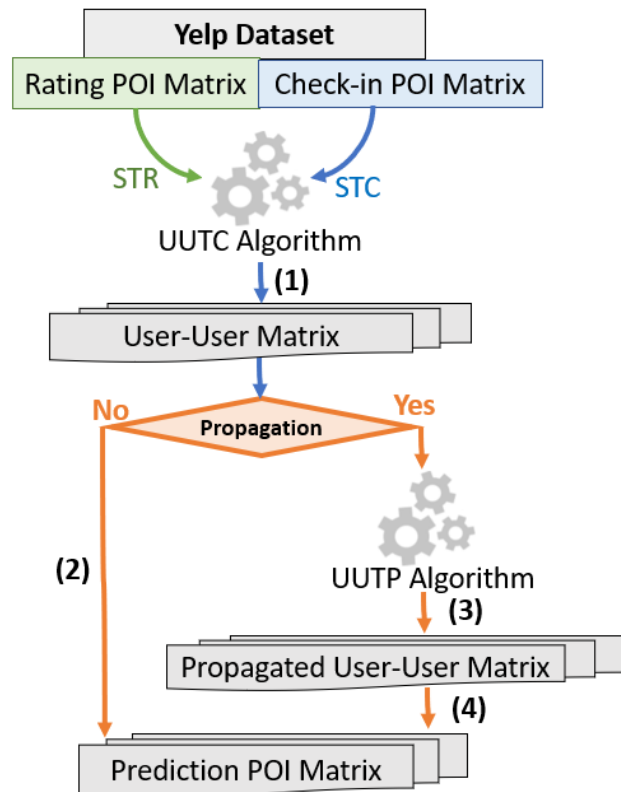 Yelp Dataset
Rating POI Matrix
Check-in POI Matrix
STR
STC
UUTC Algorithm
(1)
User-User Matrix
No
Yes
Propagation
(2)
UUTP Algorithm
(3)
Propagated User-User Matrix
(4)
Prediction POI Matrix